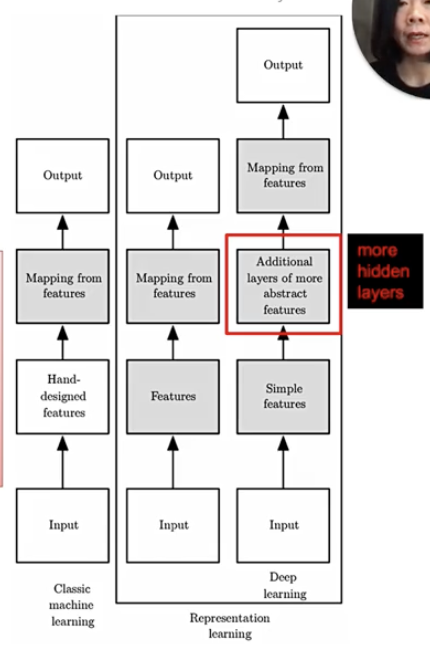 Output
Mapping from
features
Output
Output
more
hidden
layers
Additional
layers of more
abstract
features
Mapping from
features
Mapping from
features
Hand-
designed
features
Features
Simple
features
Input
Input
Input
Classic
machine
learning
Deep
learning
Representation
learning